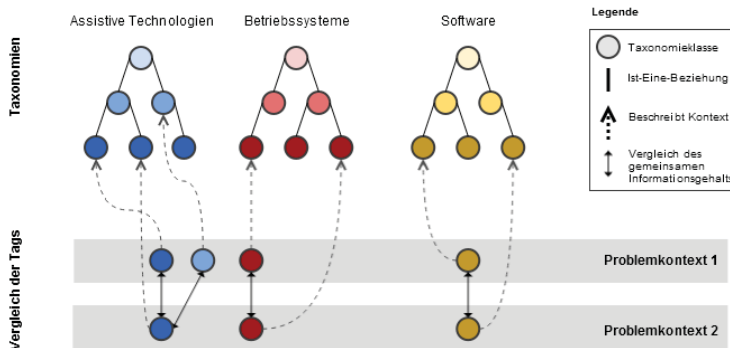 Assistive Technologien
Betriebssysteme
Software
Legende
Taxonomieklasse
Ist-Eine-Beziehung
Beschreibt Kontext
Vergleich des
gemeinsamen
Informationsgehalts
Taxonomien
Vergleich der Tags
Problemkontext 1
Problemkontext 2